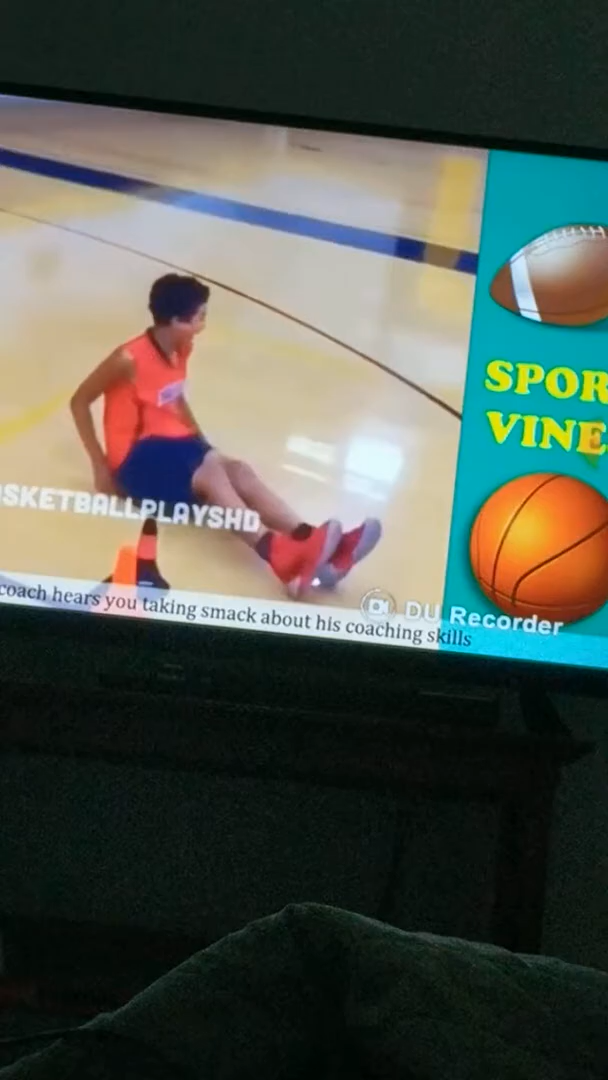 SPOR
VINE
SKETBALLPLAYSHD
coach hears you taking smack about his coaching skills
DU Recorder